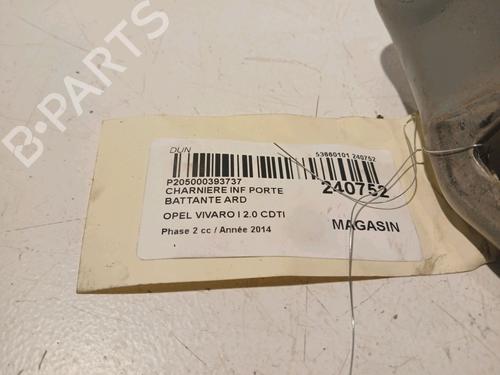 B-PARTS
DUN
53660101 240752
P205000393737
CHARNIERE INF PORTE
BATTANTE ARD
240752
OPEL VIVARO I 2.0 CDTI
MAGASIN
Phase 2 cc / Année 2014